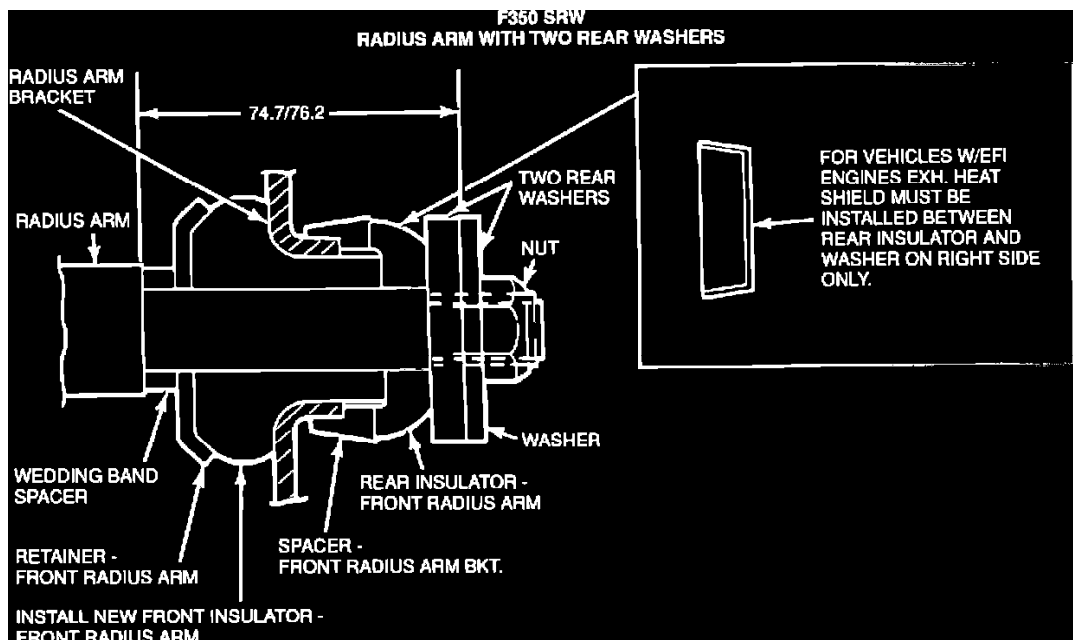 F350 SRW
RADIUS ARM WITH TWO REAR WASHERS
RADIUS ARM
BRACKET
74.7/76.2
TWO REAR
WASHERS
FOR VEHICLES W/EFI
ENGINES EXH. HEAT
SHIELD MUST BE
INSTALLED BETWEEN
REAR INSULATOR AND
WASHER ON RIGHT SIDE
ONLY.
RADIUS ARM
NUT
WASHER
WEDDING BAND
SPACER
REAR INSULATOR -
FRONT RADIUS ARM
SPACER -
FRONT RADIUS ARM BKT.
RETAINER -
FRONT RADIUS ARM
INSTALL NEW FRONT INSULATOR -
FRONT RADIUS ARM